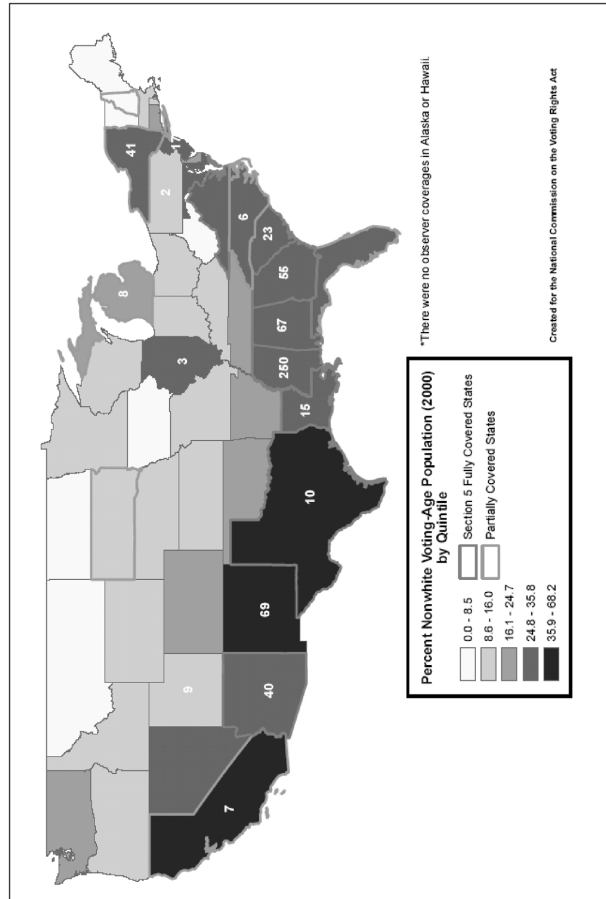 8
41
2
1
3
9
7
6
69
40
23
55
67
250
15
10
Percent Nonwhite Voting-Age Population (2000)
by Quintile
0.0 - 8.5
8.6 - 16.0
16.1 - 24.7
24.8 - 35.8
35.9 - 68.2
Section 5 Fully Covered States
Partially Covered States
*There were no observer coverages in Alaska or Hawaii.
Created for the National Commission on the Voting Rights Act